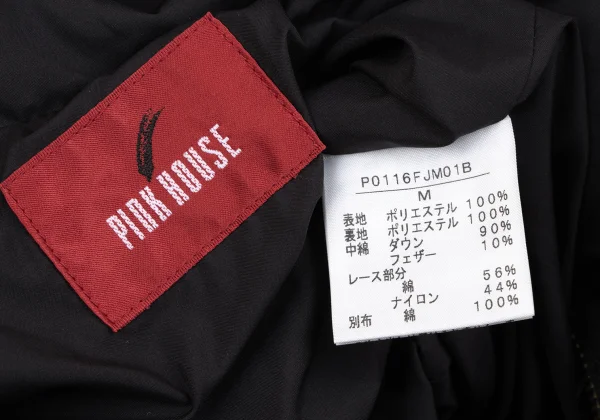 PINK HOUSE
P0116FJM01B
M
表地 ポリエステル 100%
裏地 ポリエステル 100%
中綿 ダウン 90%
フェザー 10%
レース部分
綿 56%
ナイロン 44%
別布 綿 100%